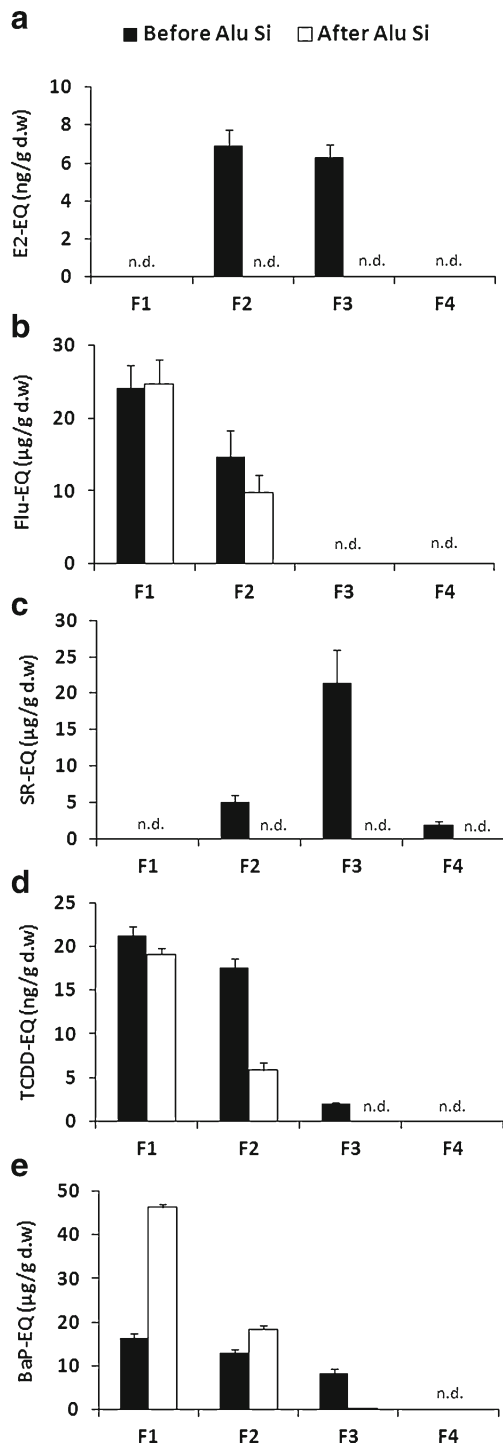 a
Before Alu Si After Alu Si
E2-EQ (ng/g d.w)
10
8
6
4
2
0
n.d. n.d. n.d. n.d.
F1 F2 F3 F4
b
Flu-EQ (µg/g d.w)
30
20
10
0
n.d. n.d.
F1 F2 F3 F4
c
SR-EQ (µg/g d.w)
30
25
20
15
10
5
0
n.d. n.d. n.d. n.d.
F1 F2 F3 F4
d
TCDD-EQ (ng/g d.w)
25
20
15
10
5
0
n.d. n.d.
F1 F2 F3 F4
e
BaP-EQ (µg/g d.w)
50
40
30
20
10
0
n.d.
F1 F2 F3 F4